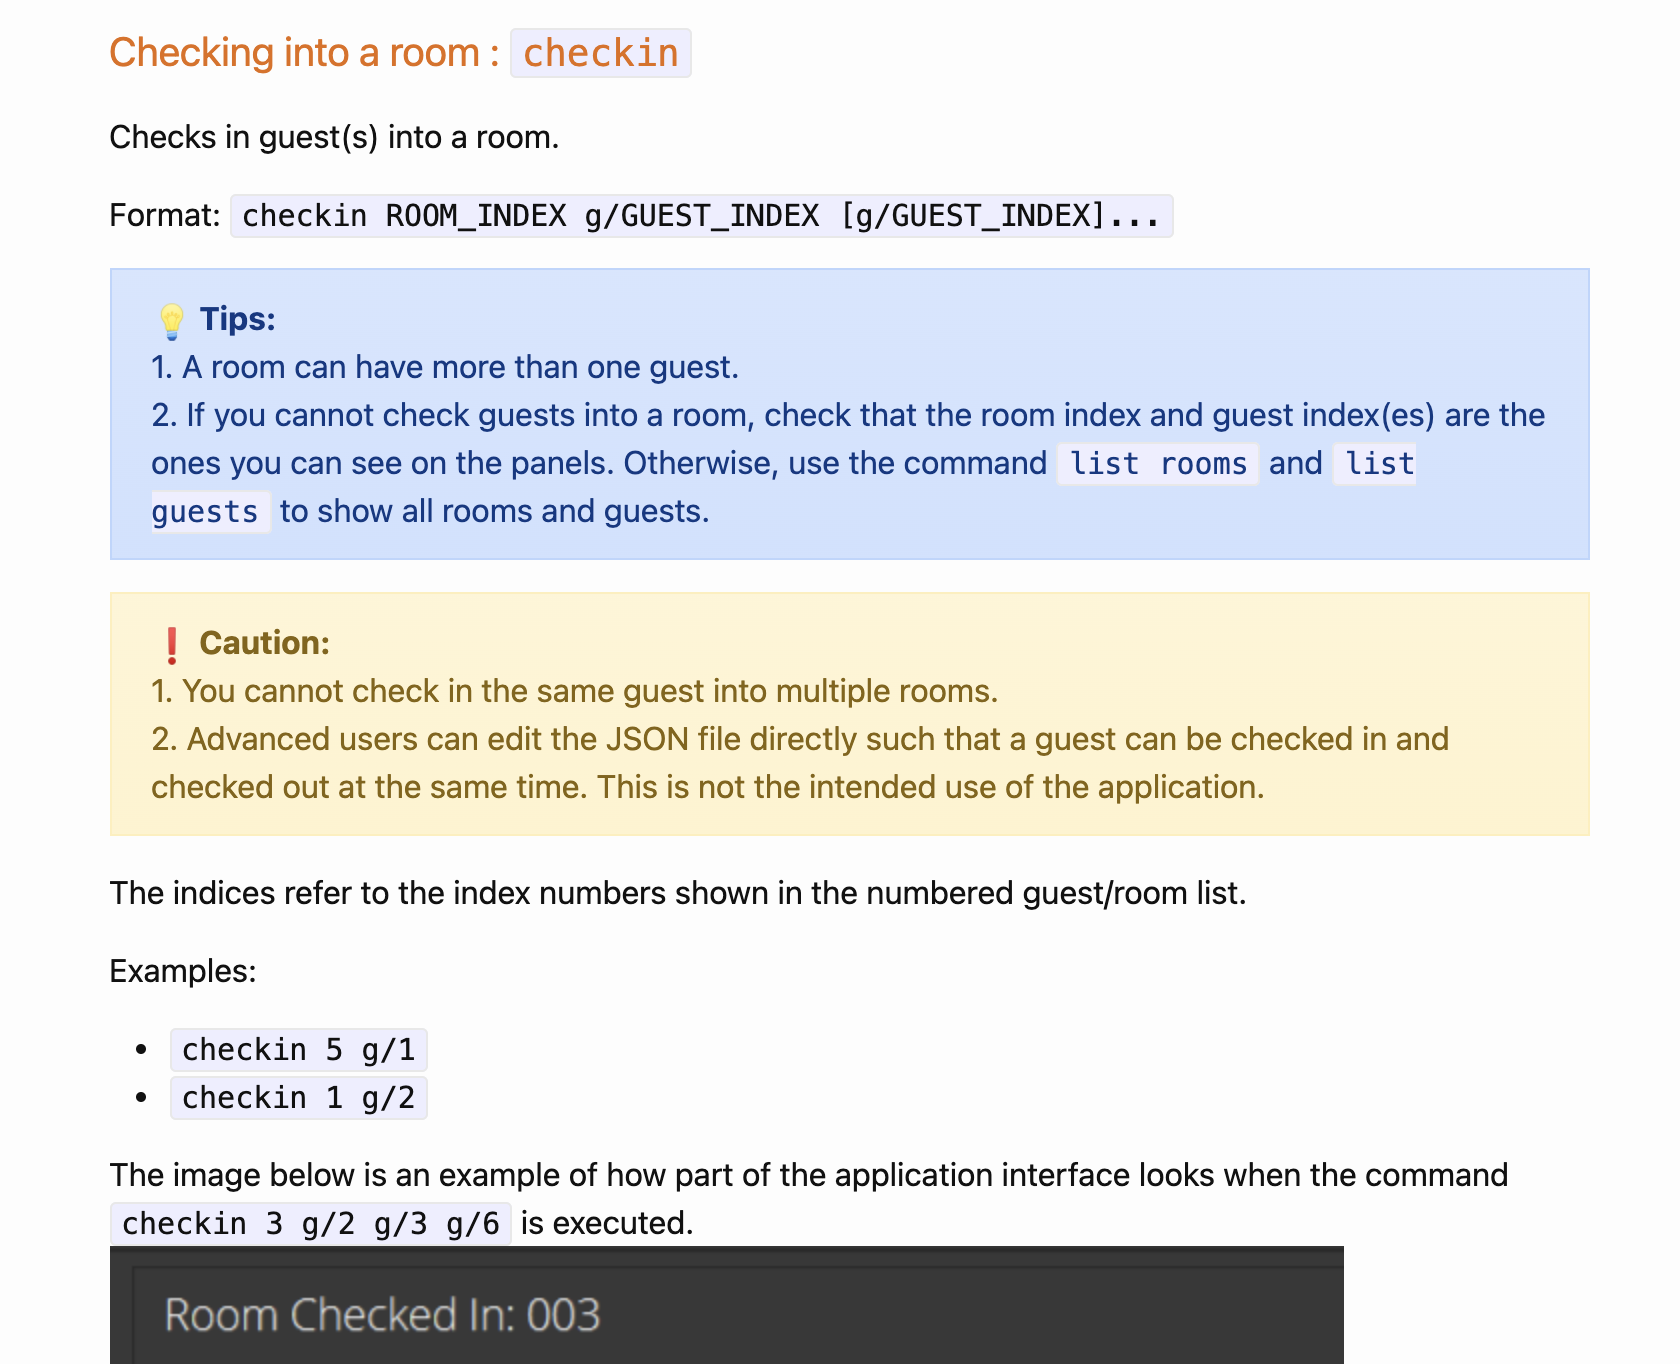 Checking into a room : checkin
Checks in guest(s) into a room.
Format: checkin ROOM_INDEX g/GUEST_INDEX [g/GUEST_INDEX]...
💡 Tips:
1. A room can have more than one guest.
2. If you cannot check guests into a room, check that the room index and guest index(es) are the
ones you can see on the panels. Otherwise, use the command list rooms and list
guests to show all rooms and guests.
❗ Caution:
1. You cannot check in the same guest into multiple rooms.
2. Advanced users can edit the JSON file directly such that a guest can be checked in and
checked out at the same time. This is not the intended use of the application.
The indices refer to the index numbers shown in the numbered guest/room list.
Examples:
• checkin 5 g/1
• checkin 1 g/2
The image below is an example of how part of the application interface looks when the command
checkin 3 g/2 g/3 g/6 is executed.
Room Checked In: 003